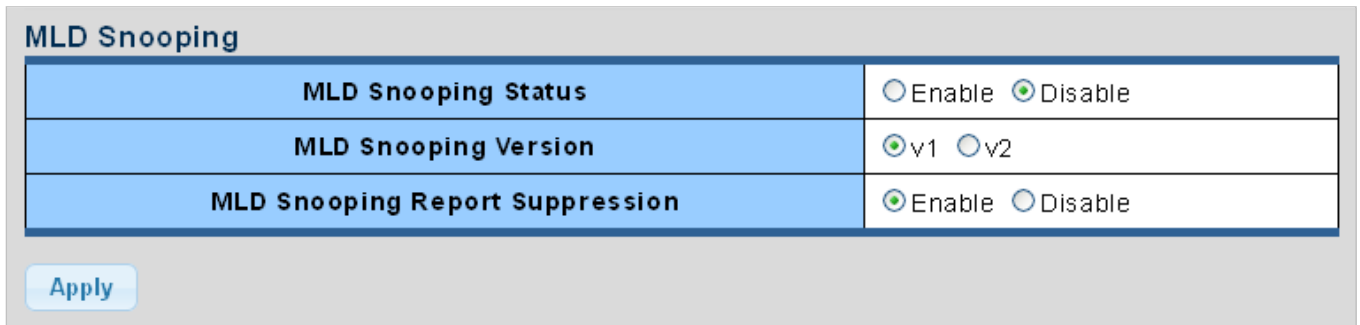 MLD Snooping
MLD Snooping Status Enable Disable
MLD Snooping Version v1 v2
MLD Snooping Report Suppression Enable Disable
Apply